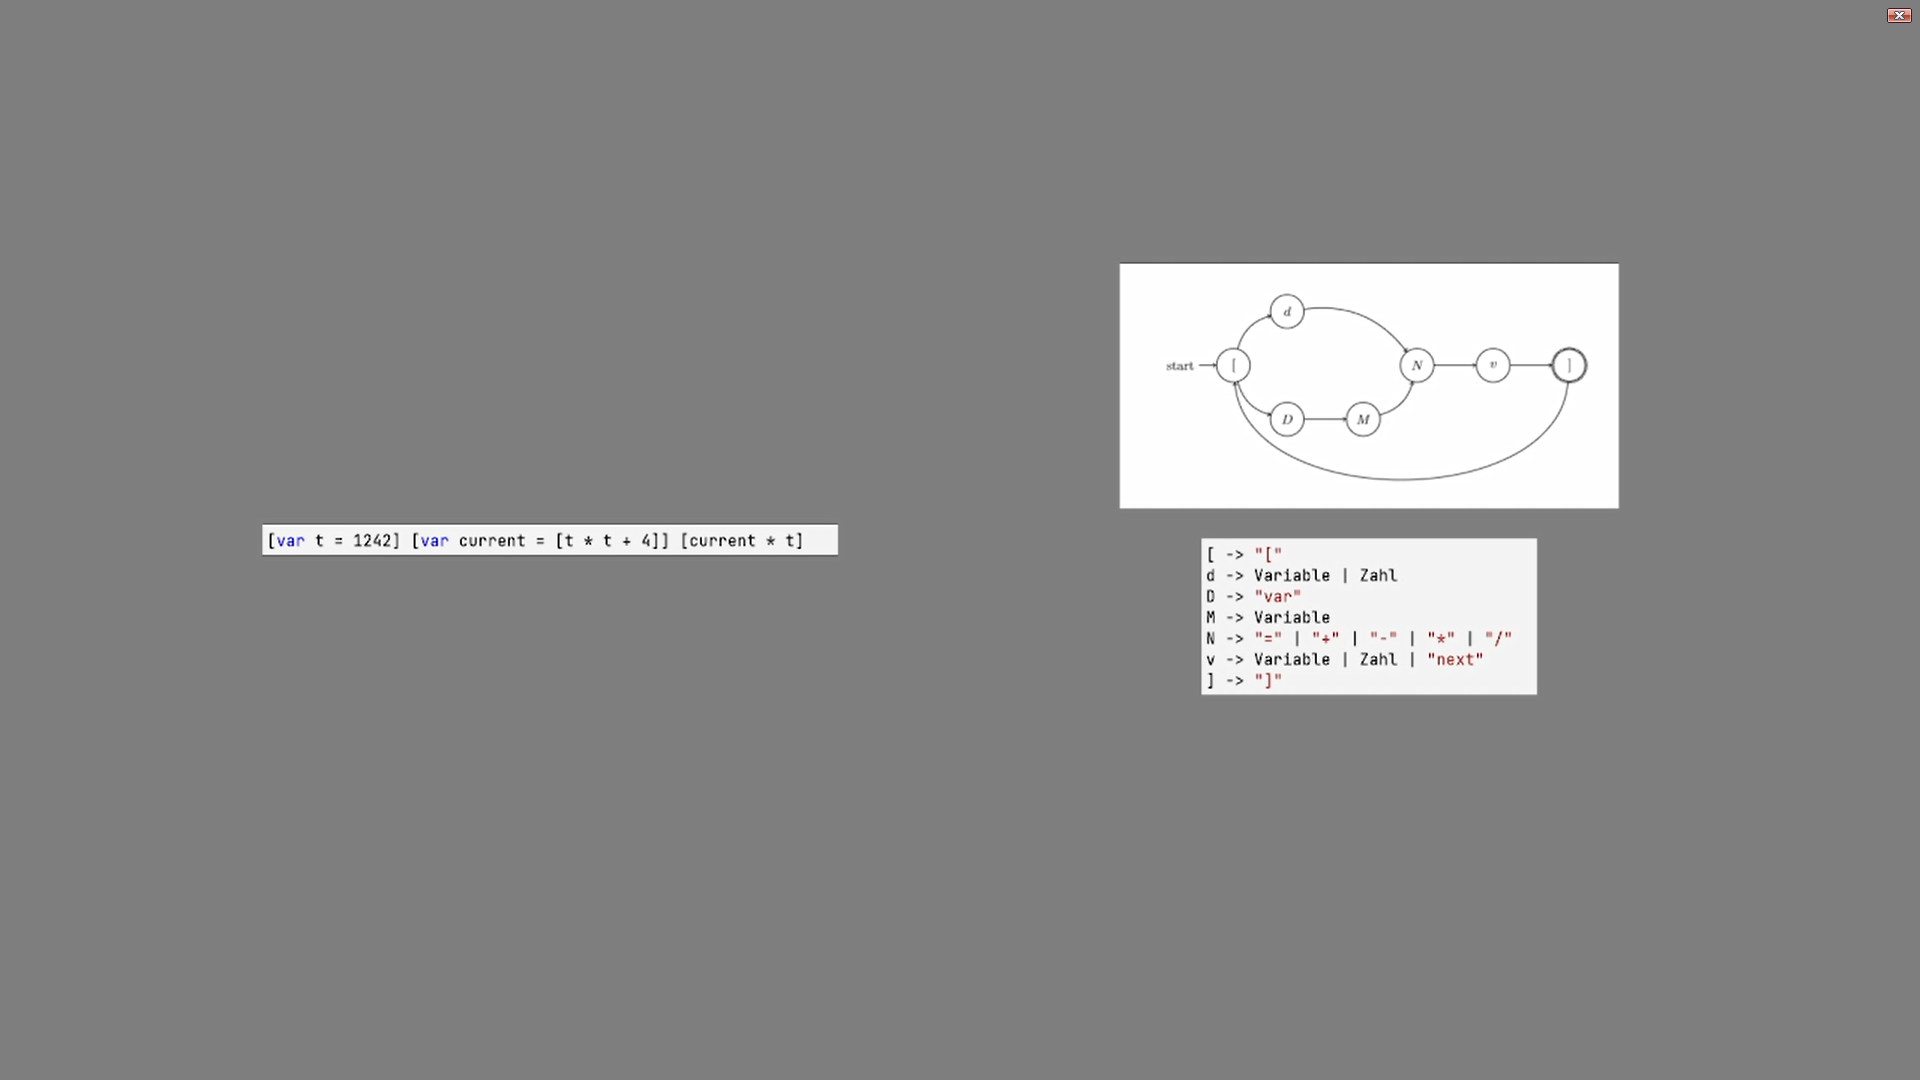 [var t = 1242] [var current = [t * t + 4]] [current * t]
d
start
[
N
v
]
D
M
[ -> "["
d -> Variable | Zahl
D -> "var"
M -> Variable
N -> "=" | "+" | "-" | "*" | "/"
v -> Variable | Zahl | "next"
] -> "]"